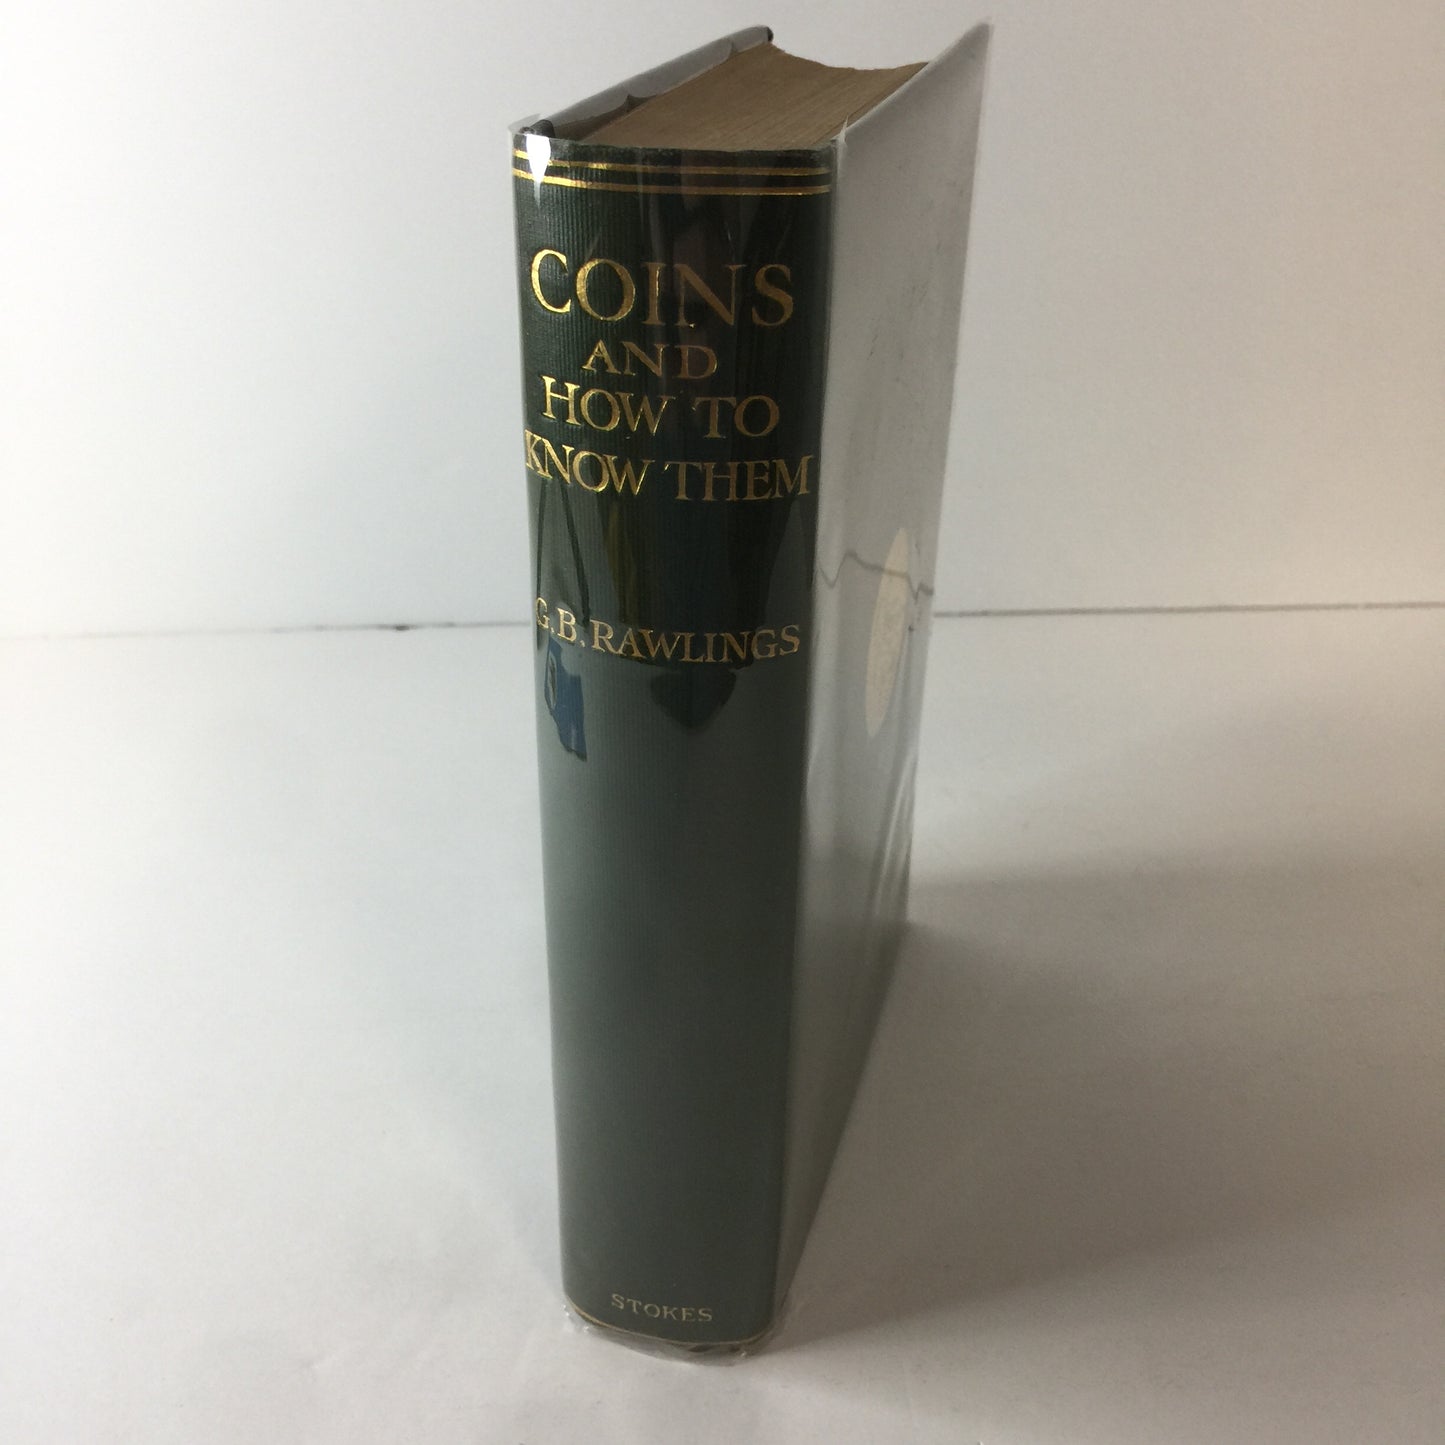 COINS
AND
HOW TO
KNOW THEM
G.B. RAWLINGS
STOKES